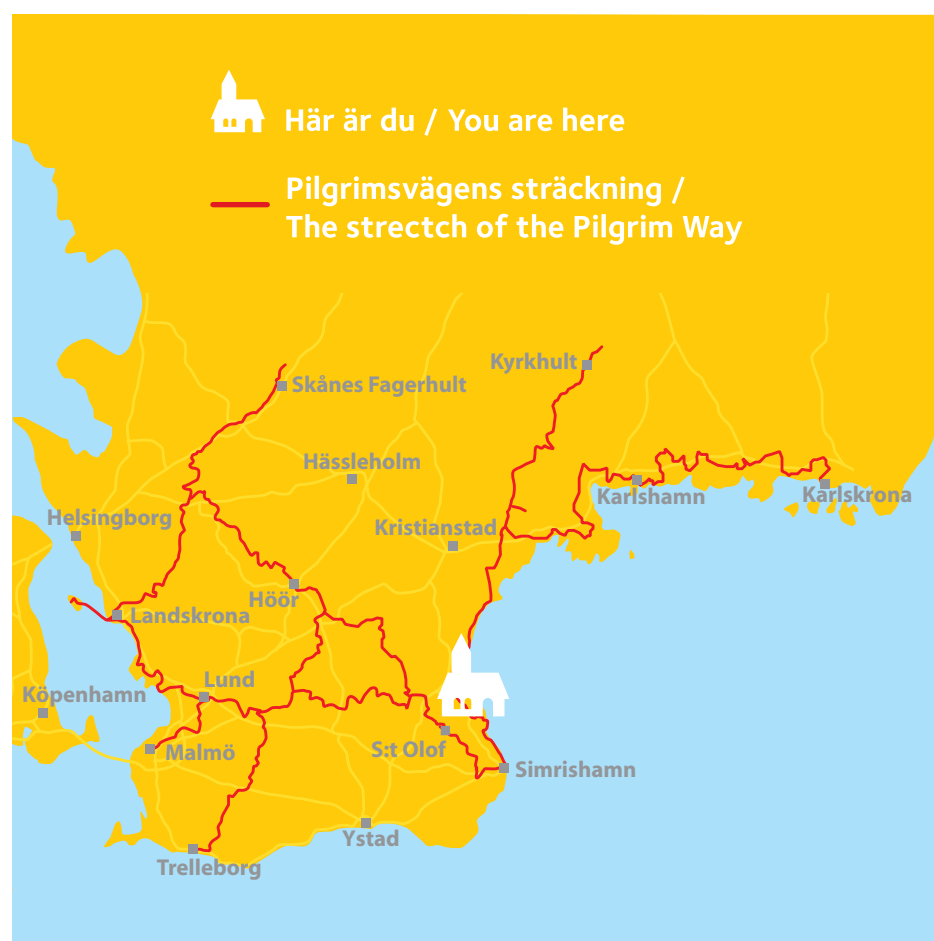 Här är du / You are here
Pilgrimsvägens sträckning /
The strectch of the Pilgrim Way
Kyrkhult
Skånes Fagerhult
Hässleholm
Karlshamn
Karlskrona
Helsingborg
Kristianstad
Höör
Landskrona
Lund
Köpenhamn
Malmö
S:t Olof
Simrishamn
Ystad
Trelleborg